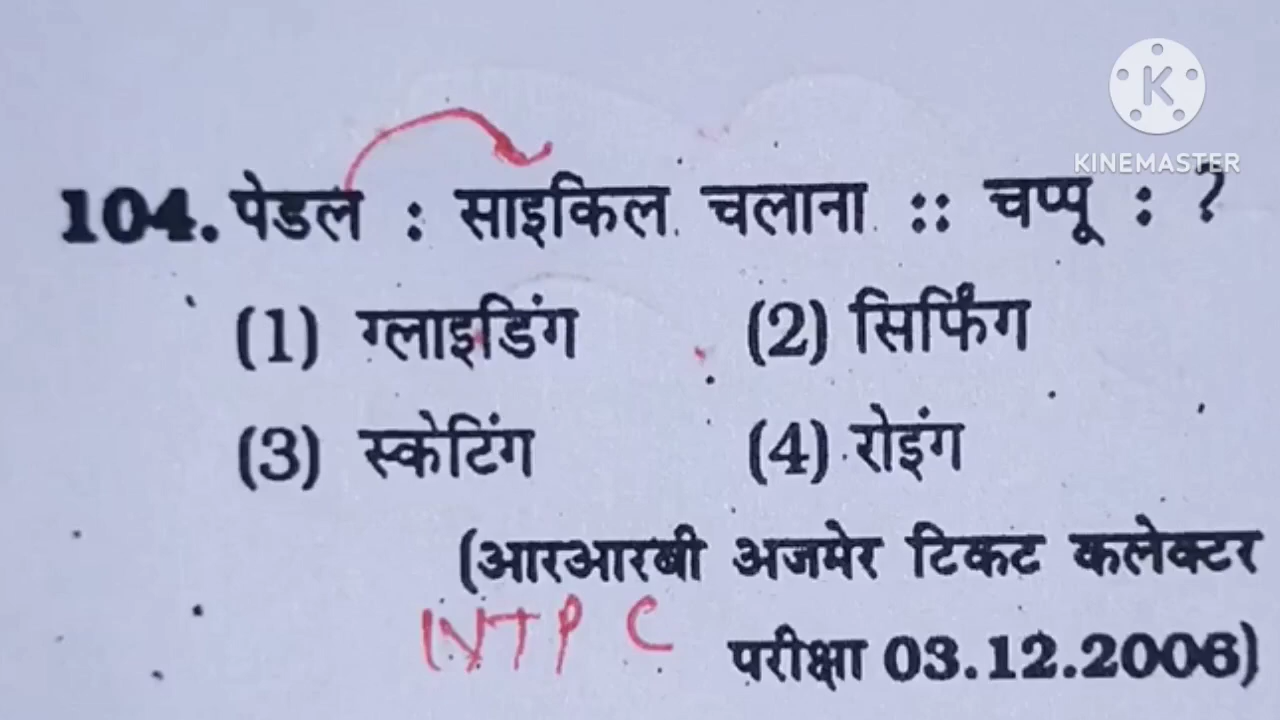 KINEMASTER
104. पेडल : साइकिल चलाना :: चप्पू : ?
(1) ग्लाइडिंग (2) सिर्फिंग
(3) स्केटिंग (4) रोइंग
(आरआरबी अजमेर टिकट कलेक्टर
NTPC
परीक्षा 03.12.2006)